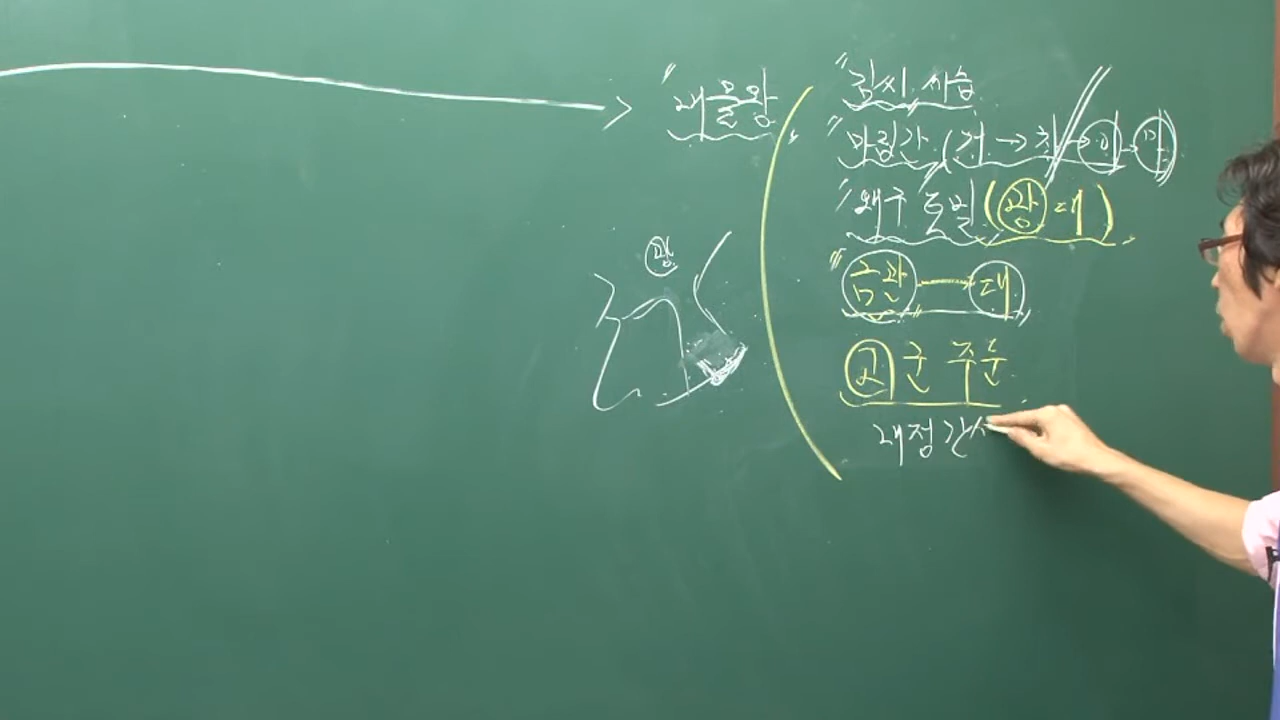 내물왕
김씨 세습
마립간 (거 → 차 → 이 → 마
왜구 토벌 (광대)
금관 → 대
고군 주둔
내정 간
광